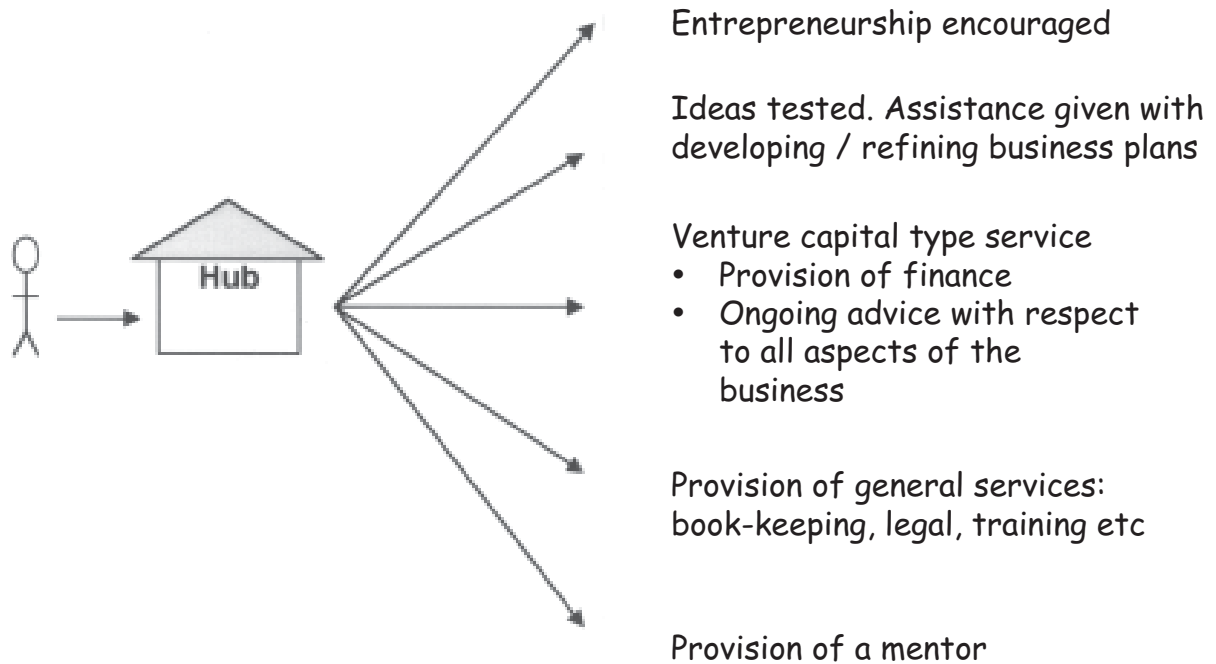 Entrepreneurship encouraged
Ideas tested. Assistance given with
developing / refining business plans
Hub
Venture capital type service
• Provision of finance
• Ongoing advice with respect
to all aspects of the
business
Provision of general services:
book-keeping, legal, training etc
Provision of a mentor